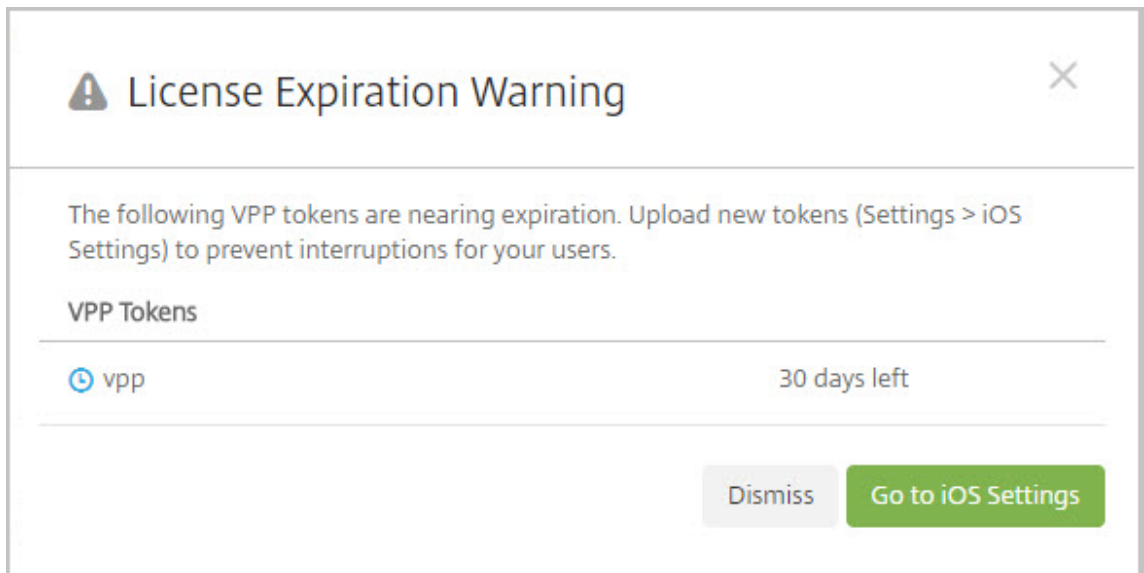 License Expiration Warning
The following VPP tokens are nearing expiration. Upload new tokens (Settings > iOS
Settings) to prevent interruptions for your users.
VPP Tokens
vpp 30 days left
Dismiss Go to iOS Settings